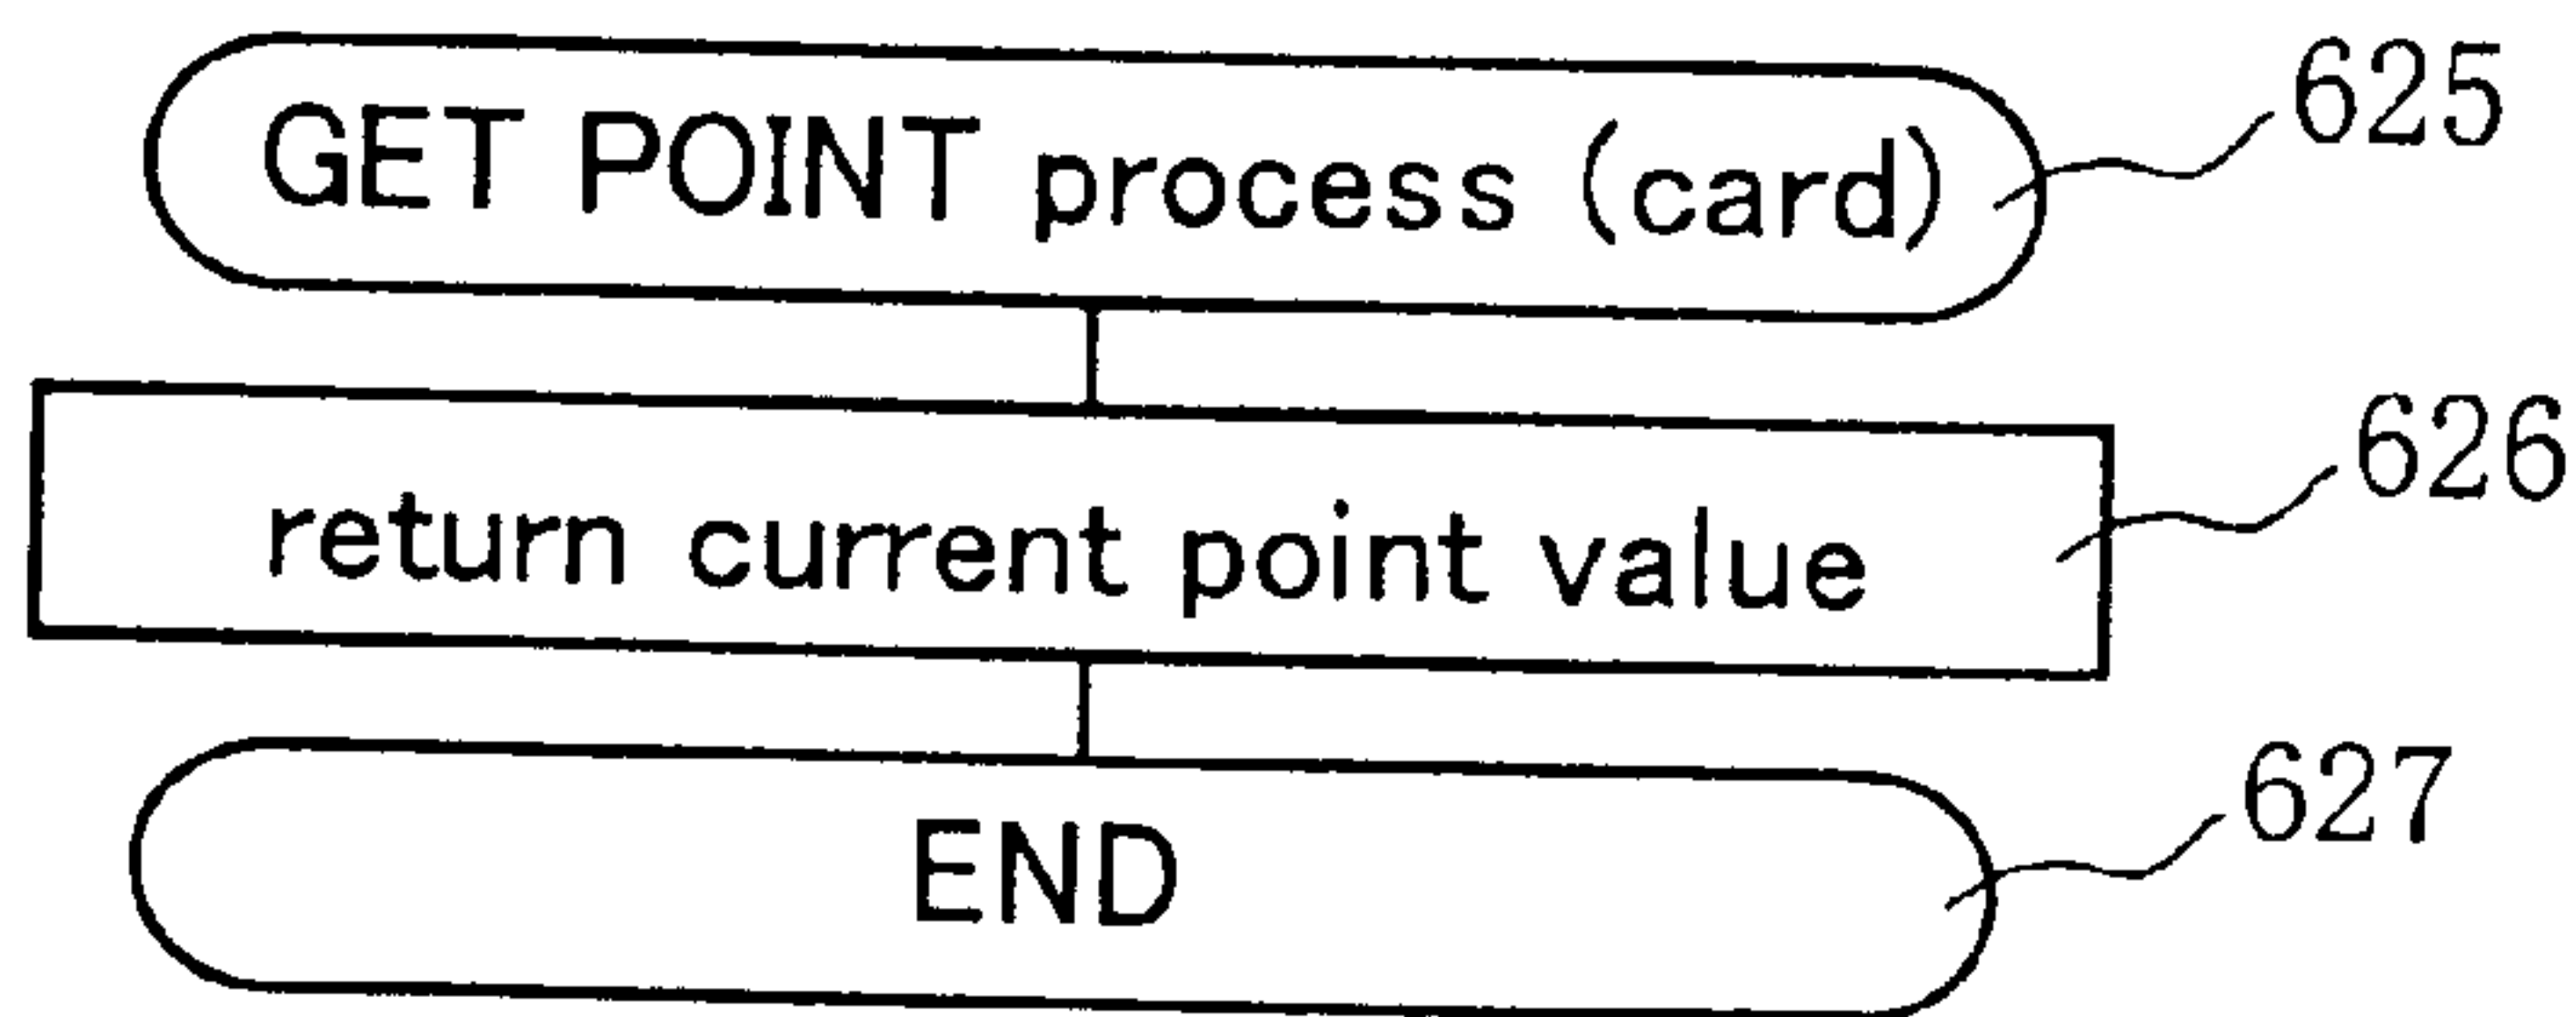 GET POINT process (card)
625
return current point value
626
END
627